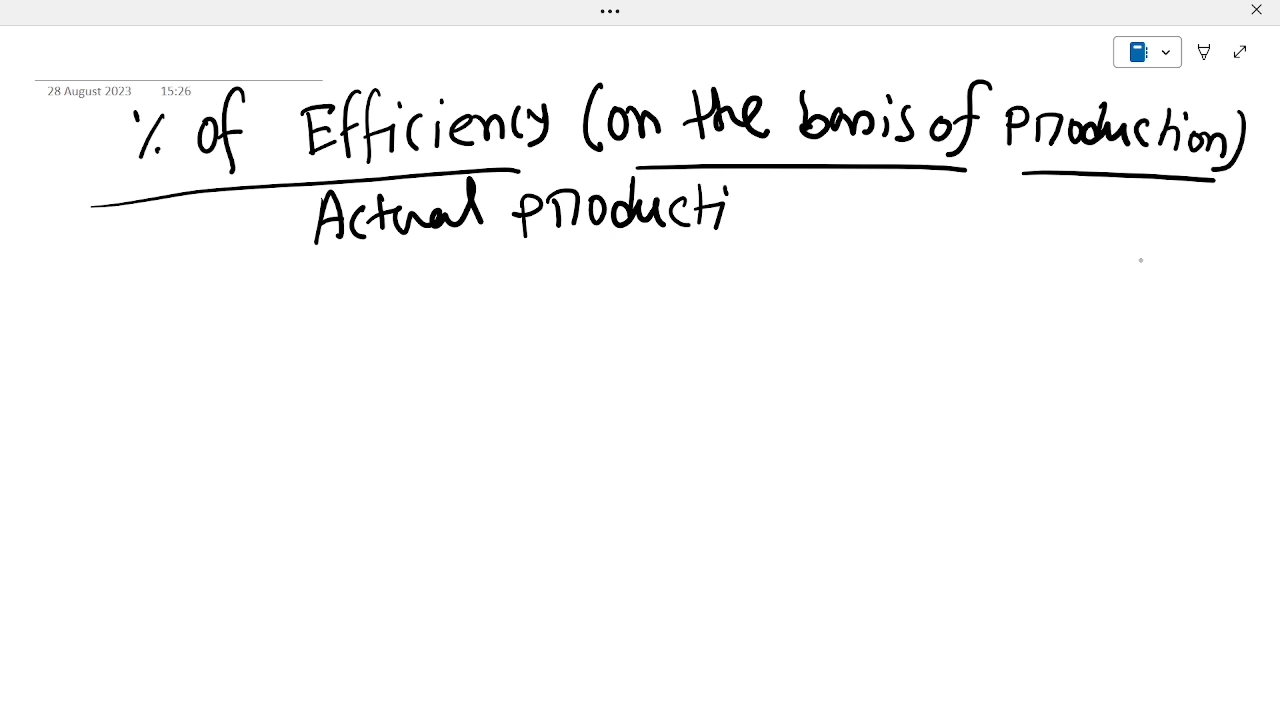 28 August 2023 15:26
% of Efficiency (on the basis of production)
Actual producti